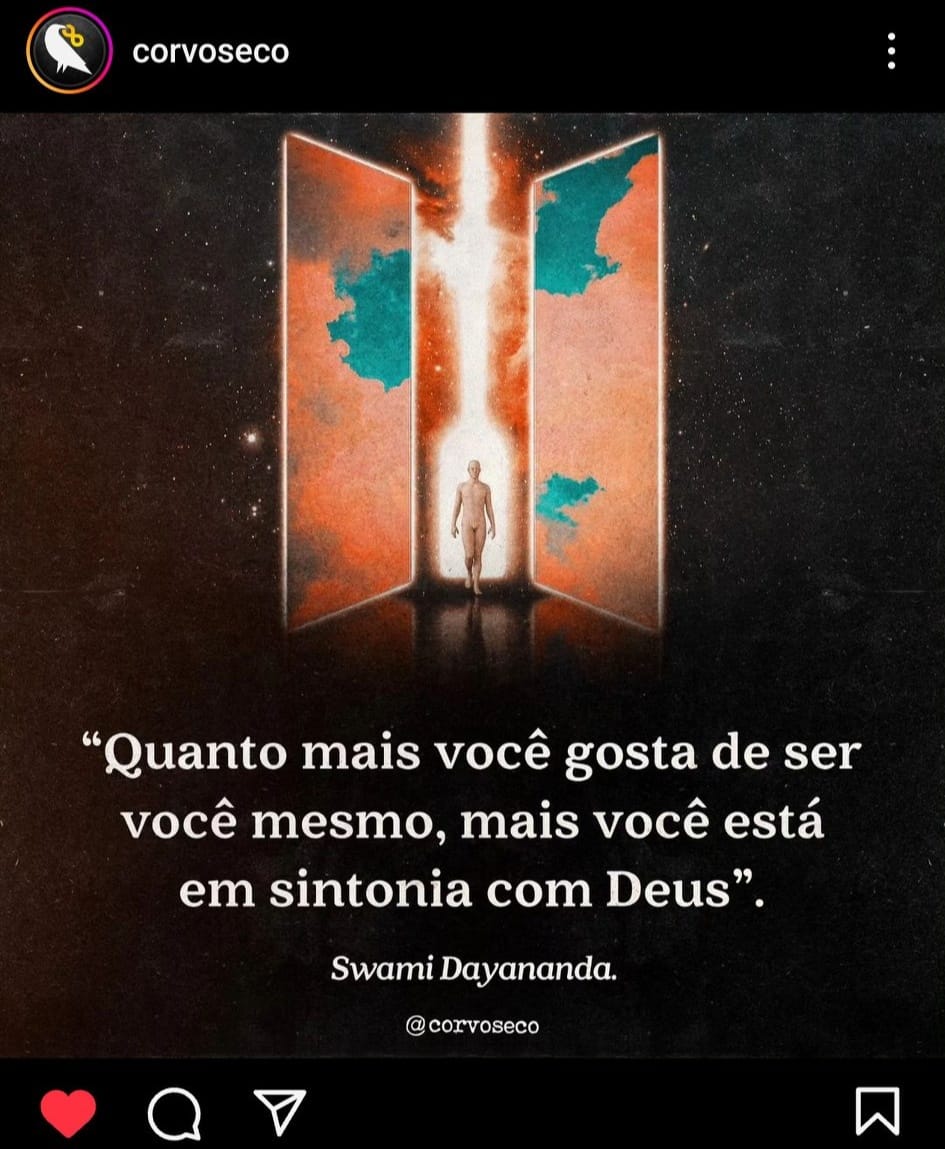 corvoseco
“Quanto mais você gosta de ser
você mesmo, mais você está
em sintonia com Deus”.
Swami Dayananda.
@corvoseco